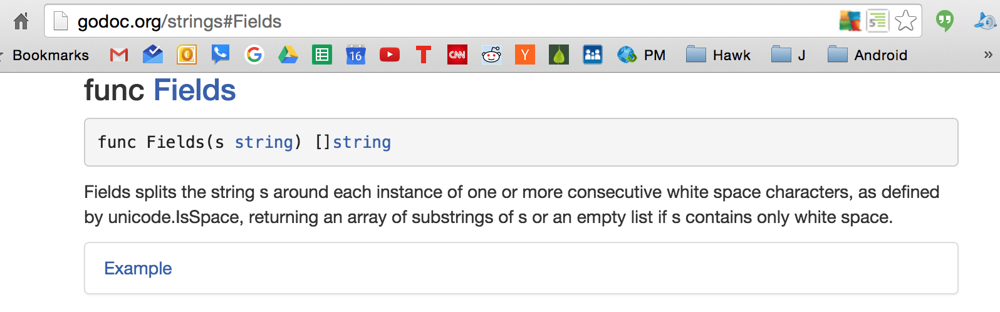 godoc.org/strings#Fields
Bookmarks 16 T CNN Y PM Hawk J Android »
func Fields
func Fields(s string) []string
Fields splits the string s around each instance of one or more consecutive white space characters, as defined
by unicode.IsSpace, returning an array of substrings of s or an empty list if s contains only white space.
Example